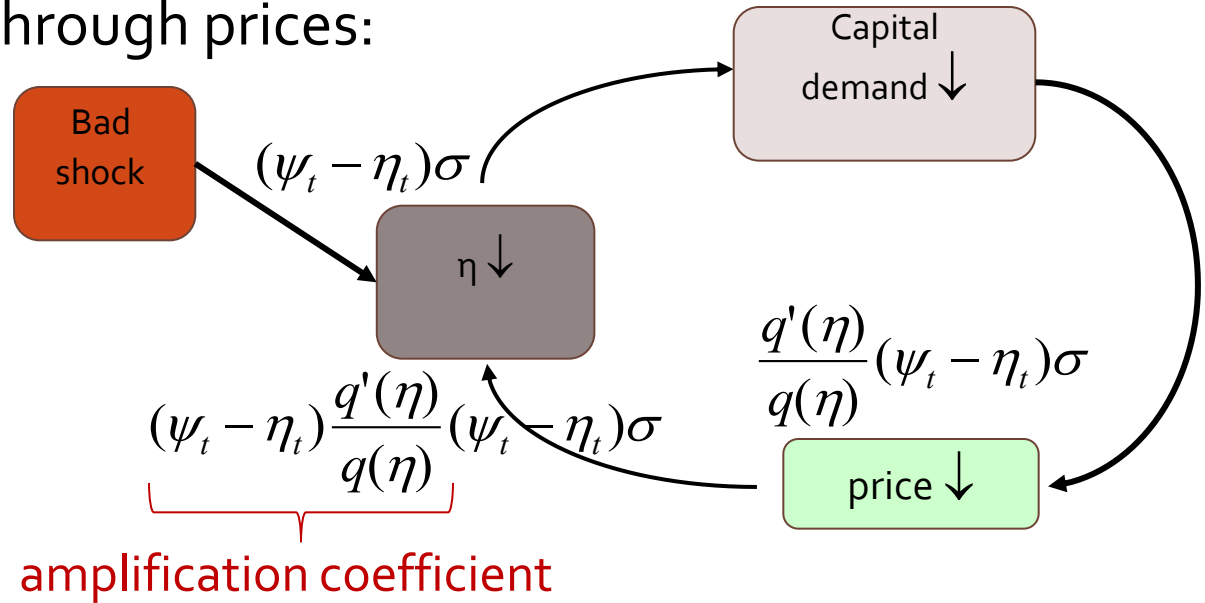 hrough prices:
Capital
demand ↓
Bad
shock
(ψ_t − η_t)σ
η ↓
q'(η)/q(η) (ψ_t − η_t)σ
(ψ_t − η_t) q'(η)/q(η) (ψ_t − η_t)σ
price ↓
amplification coefficient